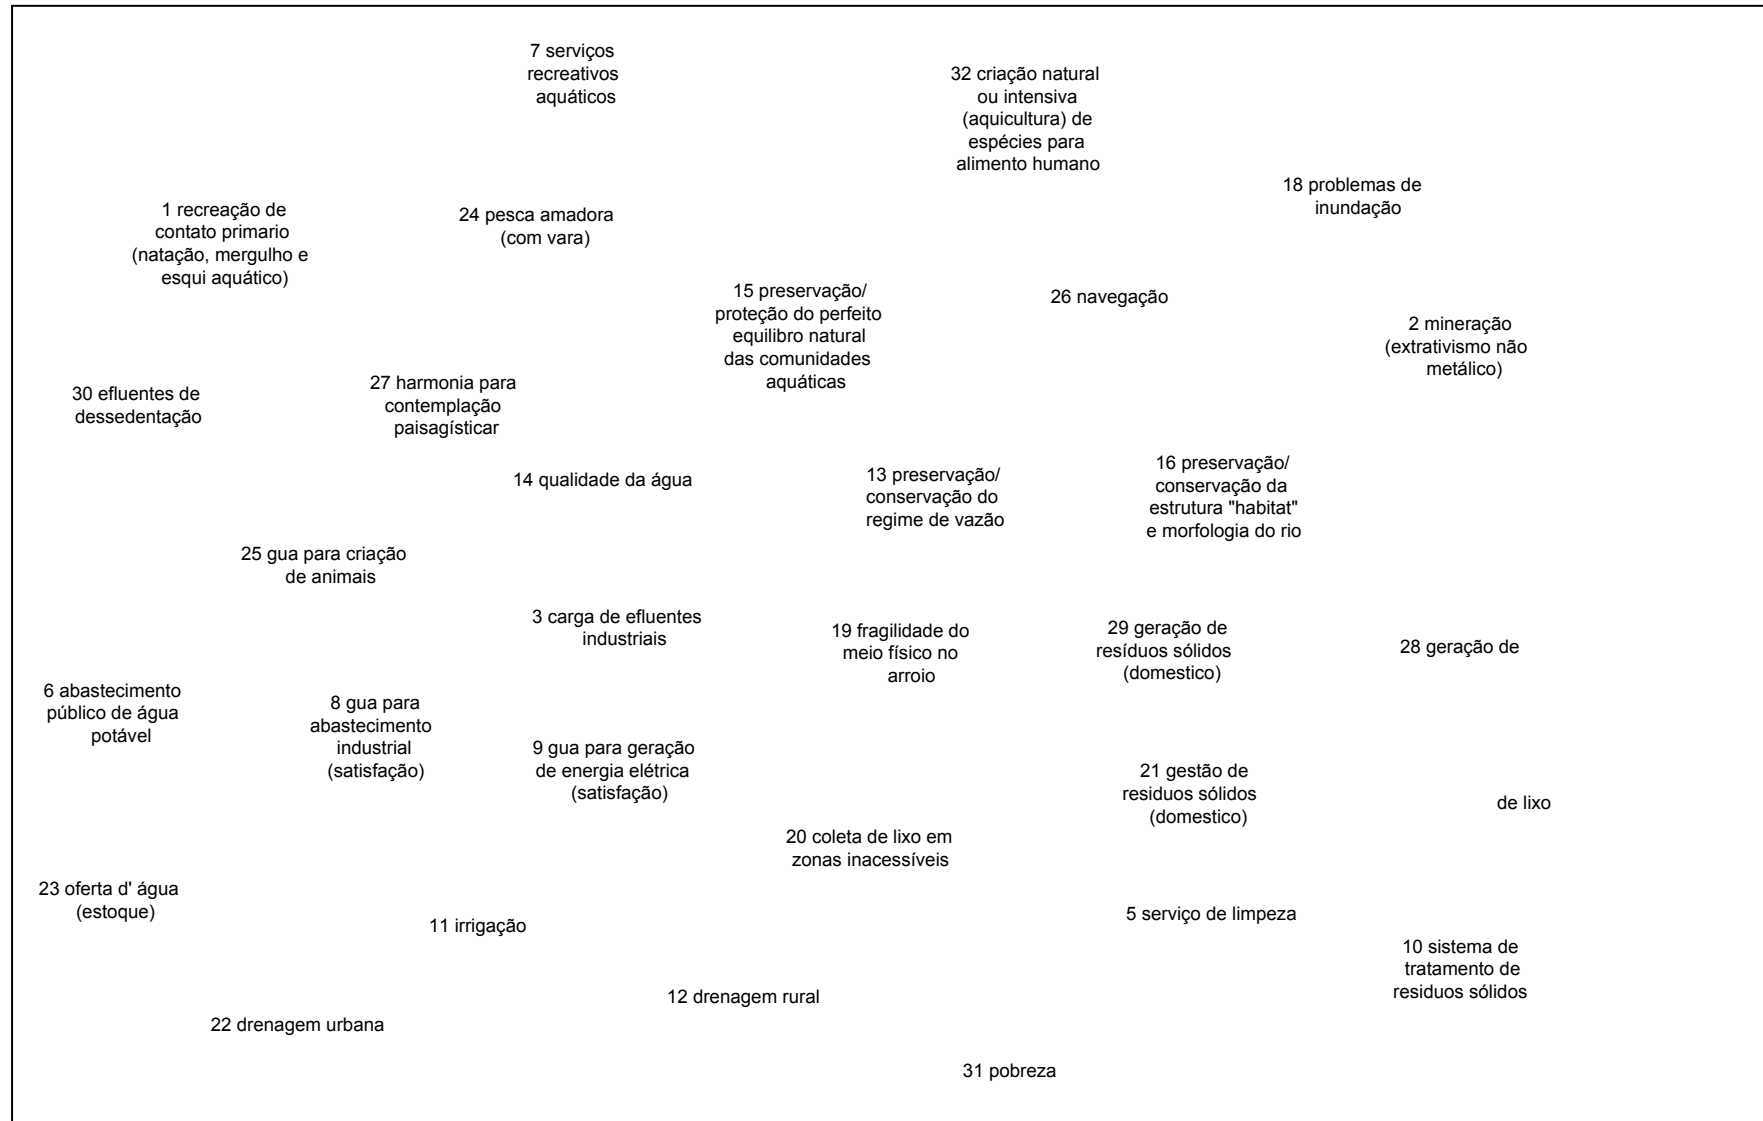 7 serviços
recreativos
aquáticos
32 criação natural
ou intensiva
(aquicultura) de
espécies para
alimento humano
18 problemas de
inundação
1 recreação de
contato primario
(natação, mergulho e
esqui aquático)
24 pesca amadora
(com vara)
15 preservação/
proteção do perfeito
equilibro natural
das comunidades
aquáticas
26 navegação
2 mineração
(extrativismo não
metálico)
30 efluentes de
dessedentação
27 harmonia para
contemplação
paisagísticar
14 qualidade da água
13 preservação/
conservação do
regime de vazão
16 preservação/
conservação da
estrutura "habitat"
e morfologia do rio
25 gua para criação
de animais
3 carga de efluentes
industriais
19 fragilidade do
meio físico no
arroio
29 geração de
resíduos sólidos
(domestico)
28 geração de
6 abastecimento
público de água
potável
8 gua para
abastecimento
industrial
(satisfação)
9 gua para geração
de energia elétrica
(satisfação)
21 gestão de
residuos sólidos
(domestico)
de lixo
20 coleta de lixo em
zonas inacessíveis
23 oferta d' água
(estoque)
11 irrigação
5 serviço de limpeza
10 sistema de
tratamento de
residuos sólidos
12 drenagem rural
22 drenagem urbana
31 pobreza